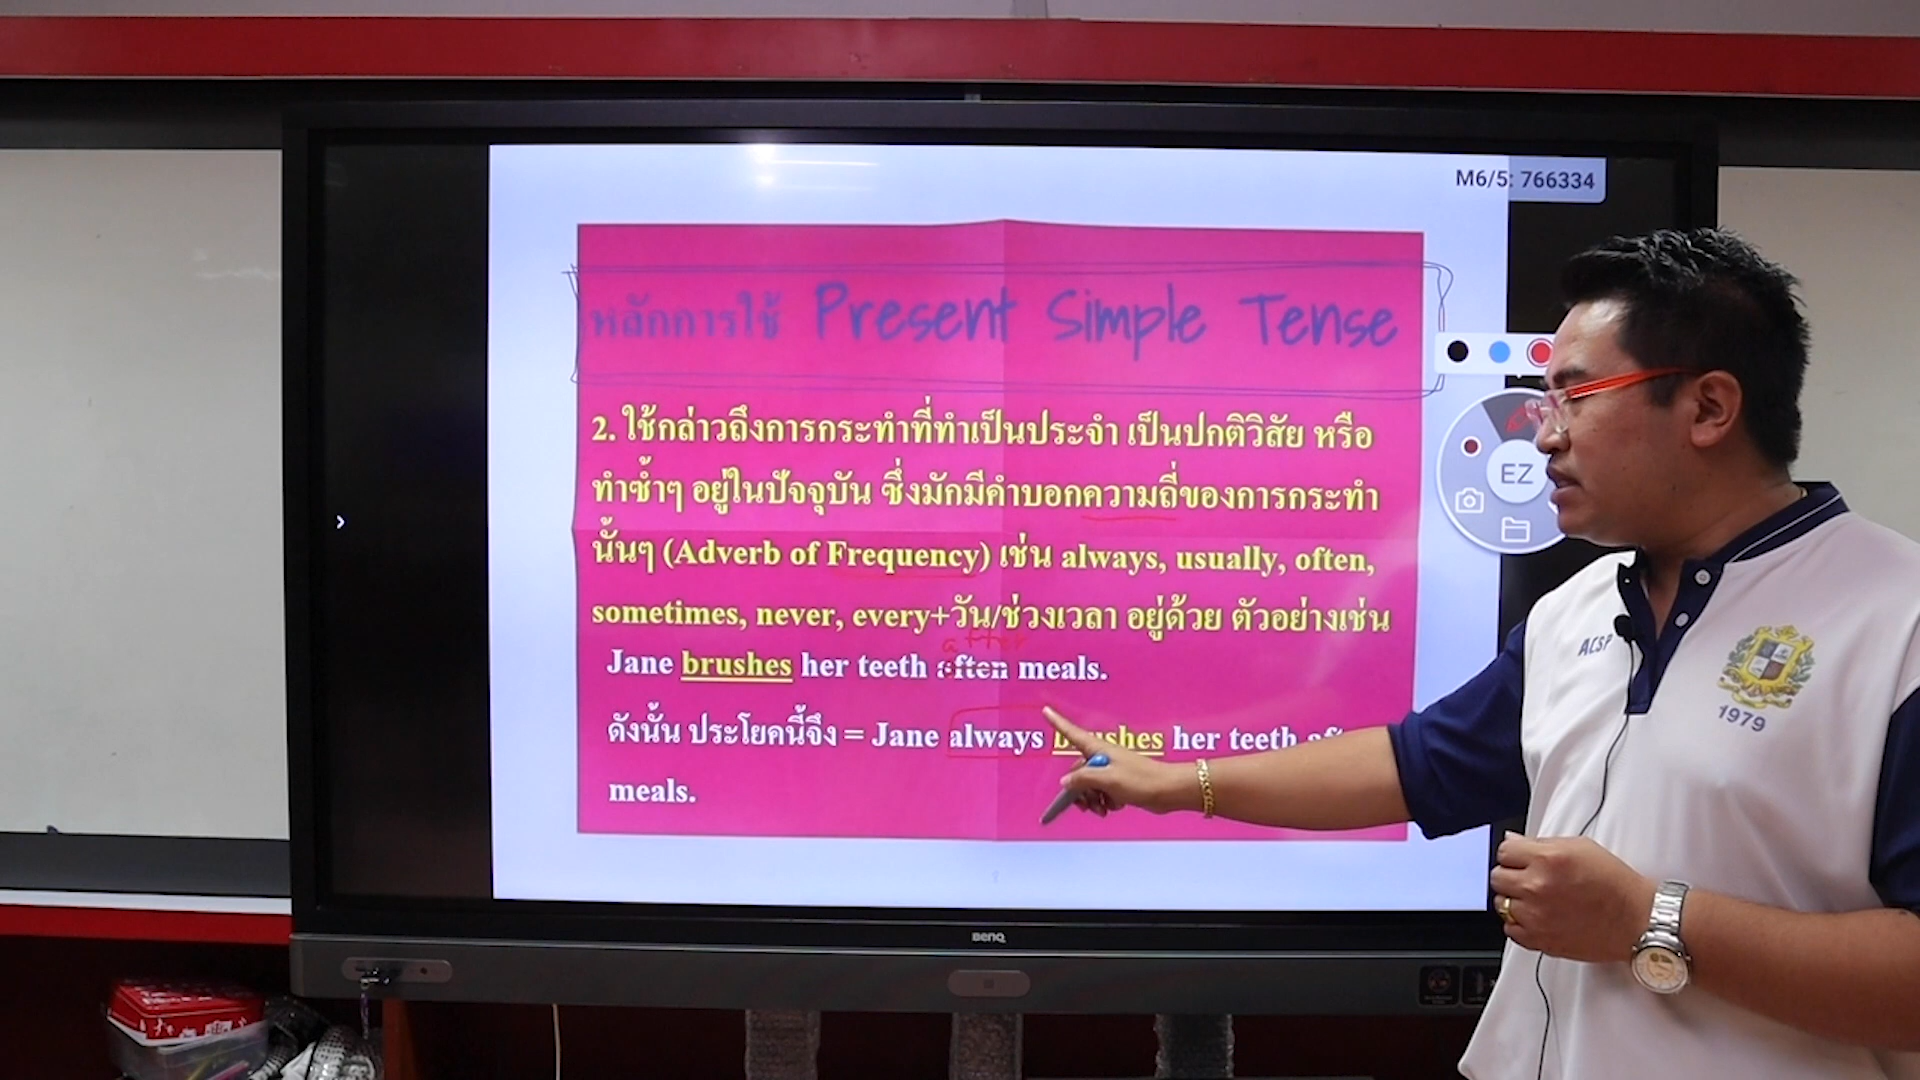 M6/5: 766334
หลักการใช้ Present Simple Tense
2. ใช้กล่าวถึงการกระทำที่ทำเป็นประจำ เป็นปกติวิสัย หรือ
ทำซ้ำๆ อยู่ในปัจจุบัน ซึ่งมักมีคำบอกความถี่ของการกระทำ
นั้นๆ (Adverb of Frequency) เช่น always, usually, often,
sometimes, never, every+วัน/ช่วงเวลา อยู่ด้วย ตัวอย่างเช่น
after
Jane brushes her teeth often meals.
ดังนั้น ประโยคนี้จึง = Jane always brushes her teeth
meals.
EZ
ACSP
1979
BenQ